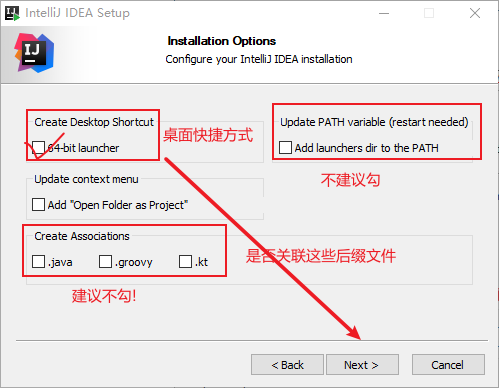 IntelliJ IDEA Setup
IJ
Installation Options
Configure your IntelliJ IDEA installation
Create Desktop Shortcut
64-bit launcher
桌面快捷方式
Update PATH variable (restart needed)
Add launchers dir to the PATH
不建议勾
Update context menu
Add "Open Folder as Project"
Create Associations
.java
.groovy
.kt
是否关联这些后缀文件
建议不勾!
< Back
Next >
Cancel